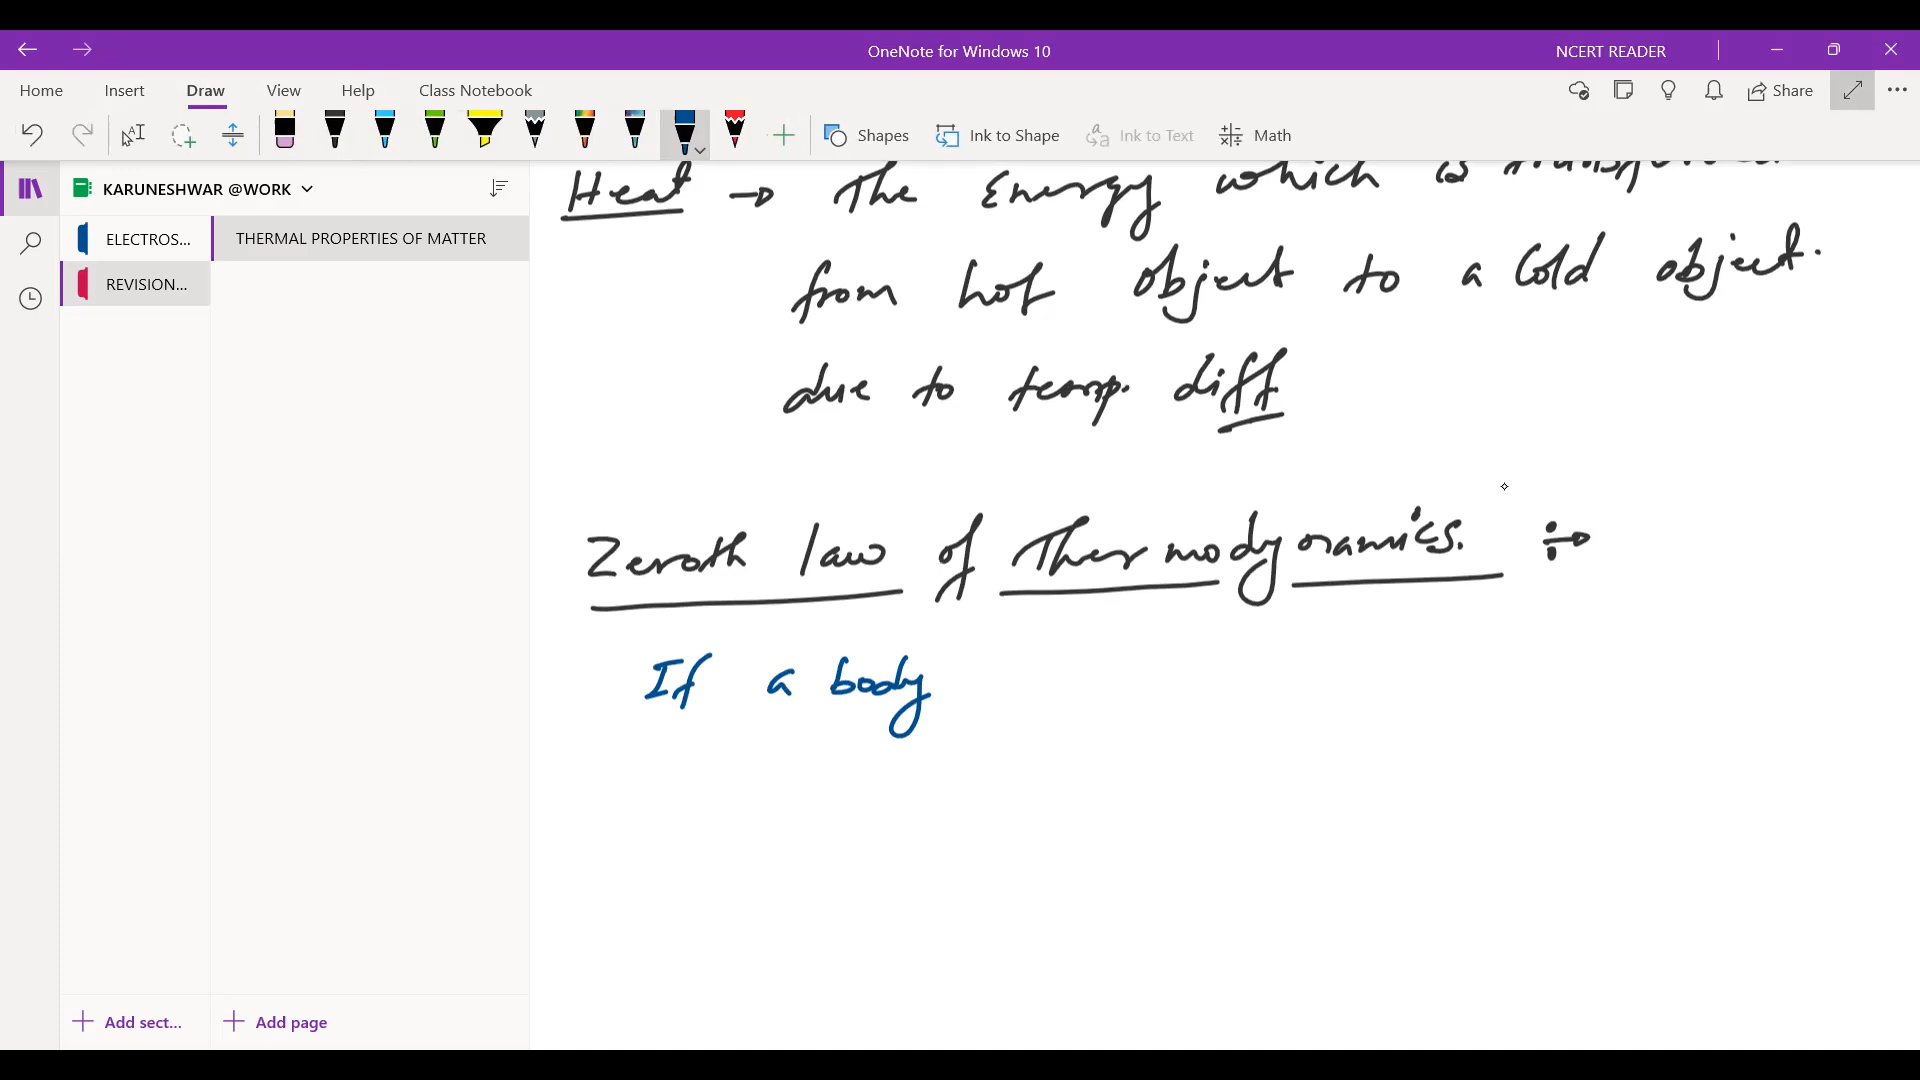 OneNote for Windows 10
NCERT READER
Home Insert Draw View Help Class Notebook
Share
Shapes Ink to Shape Ink to Text Math
KARUNESHWAR @WORK
ELECTROS...
THERMAL PROPERTIES OF MATTER
REVISION...
Heat → The Energy which is
from hot object to a Cold object.
due to temp. diff
Zeroth law of Thermodynamics. ÷→
If a body
Add sect...
Add page